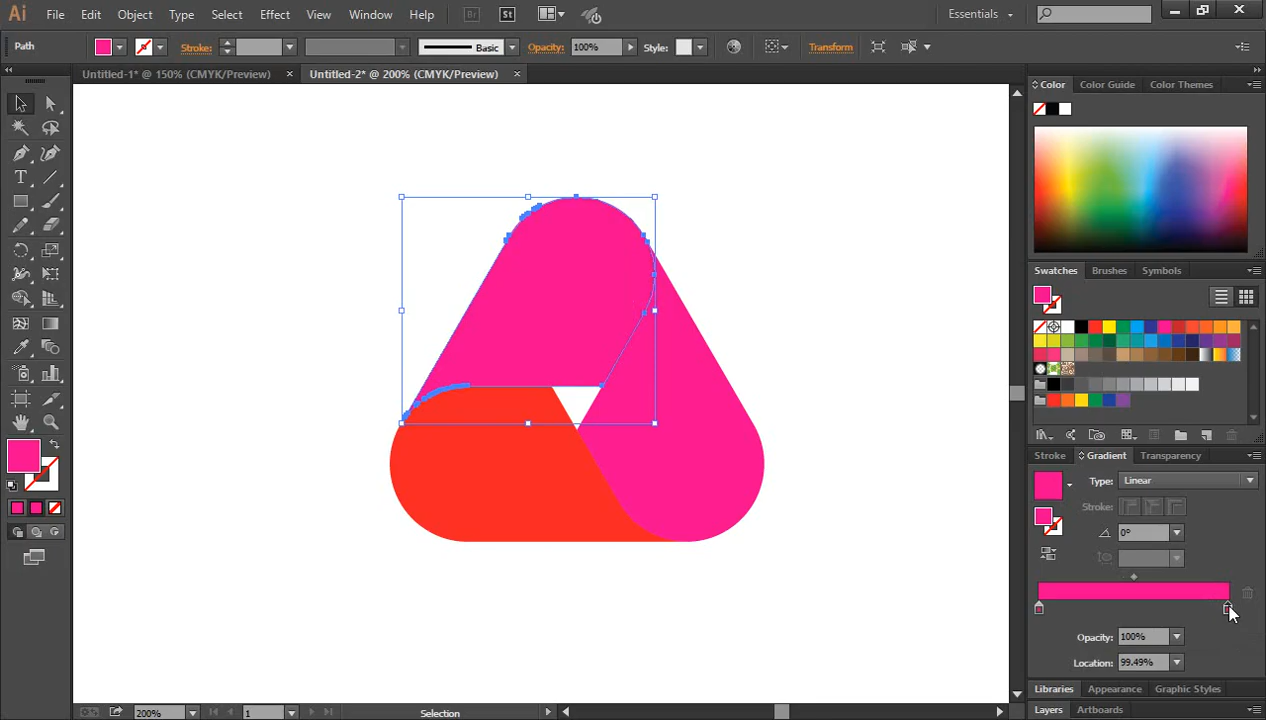 Ai File Edit Object Type Select Effect View Window Help Br St Essentials
Path Stroke: Basic Opacity: 100% Style: Transform
Untitled-1* @ 150% (CMYK/Preview) × Untitled-2* @ 200% (CMYK/Preview) ×
Color Color Guide Color Themes
Swatches Brushes Symbols
Stroke Gradient Transparency
Type: Linear
Stroke:
0°
Opacity: 100%
Location: 99.49%
Libraries Appearance Graphic Styles
Layers Artboards
200% 1 Selection